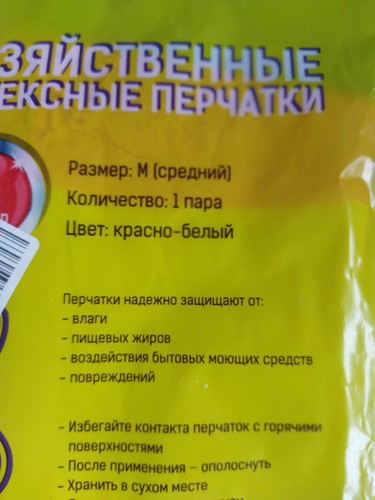 ЗЯЙСТВЕННЫЕ
ЕКСНЫЕ ПЕРЧАТКИ
Размер: М (средний)
Количество: 1 пара
Цвет: красно-белый
Перчатки надежно защищают от:
- влаги
- пищевых жиров
- воздействия бытовых моющих средств
- повреждений
- Избегайте контакта перчаток с горячими
поверхностями
- После применения – ополоснуть
- Хранить в сухом месте